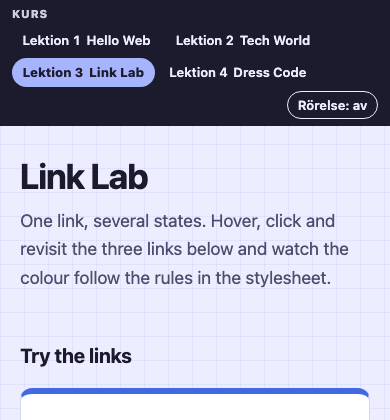 KURS
Lektion 1 Hello Web Lektion 2 Tech World
Lektion 3 Link Lab Lektion 4 Dress Code
Rörelse: av
Link Lab
One link, several states. Hover, click and
revisit the three links below and watch the
colour follow the rules in the stylesheet.
Try the links